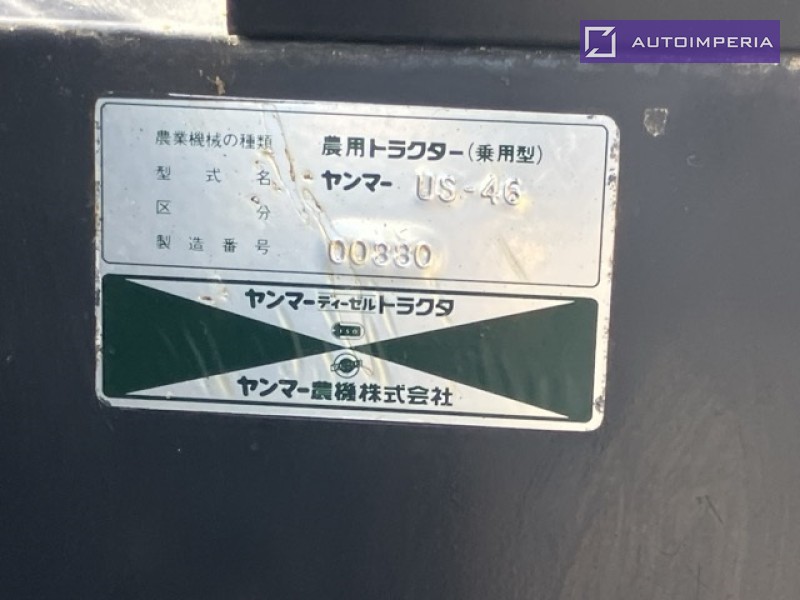 AUTOIMPERIA
農業機械の種類 農用トラクター(乗用型)
型式名 ヤンマー US-46
区分
製造番号 00330
ヤンマーディーゼルトラクタ
ヤンマー農機株式会社